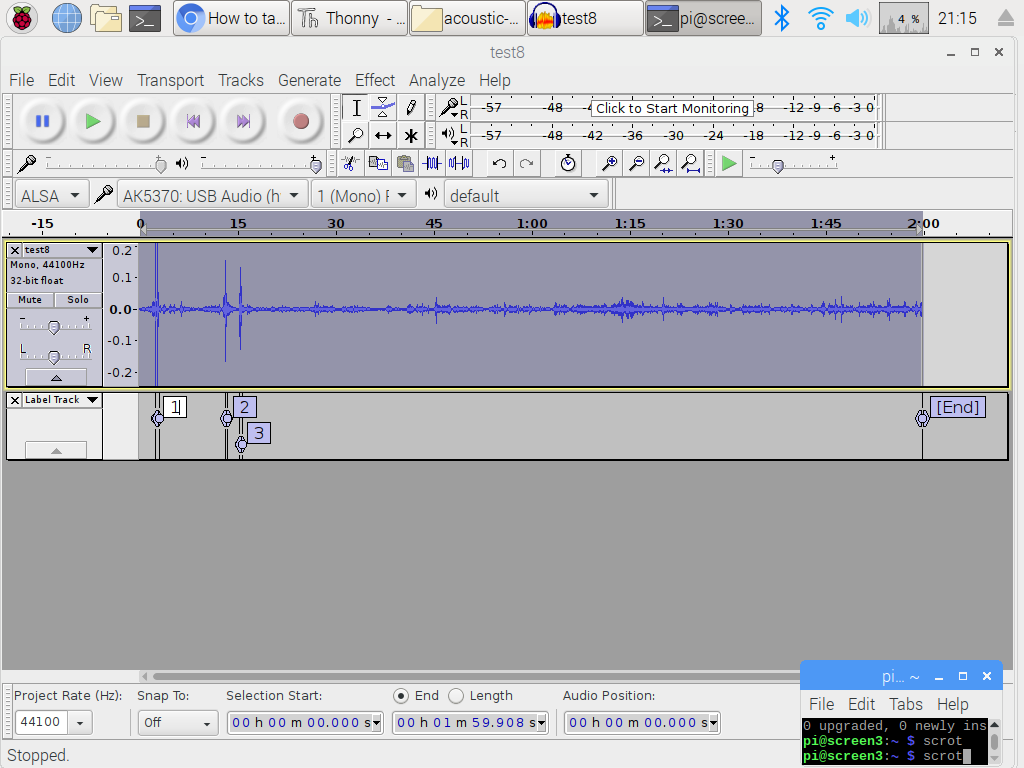 How to ta...
Thonny - ...
acoustic-...
test8
pi@scree...
4 %
21:15
test8
File Edit View Transport Tracks Generate Effect Analyze Help
L
R
-57 -48 -4
Click to Start Monitoring
8 -12 -9 -6 -3 0
L
R
-57 -48 -42 -36 -30 -24 -18 -12 -9 -6 -3 0
- + - +
- +
ALSA
AK5370: USB Audio (h
1 (Mono) F
default
-15 0 15 30 45 1:00 1:15 1:30 1:45 2:00
test8
Mono, 44100Hz
32-bit float
Mute Solo
- +
L R
0.2
0.1
0.0
-0.1
-0.2
Label Track
1
2
3
[End]
Project Rate (Hz): Snap To: Selection Start: End Length Audio Position:
44100 Off 00 h 00 m 00.000 s 00 h 01 m 59.908 s 00 h 00 m 00.000 s
Stopped.
pi... ~
File Edit Tabs Help
0 upgraded, 0 newly ins
pi@screen3:~ $ scrot
pi@screen3:~ $ scrot